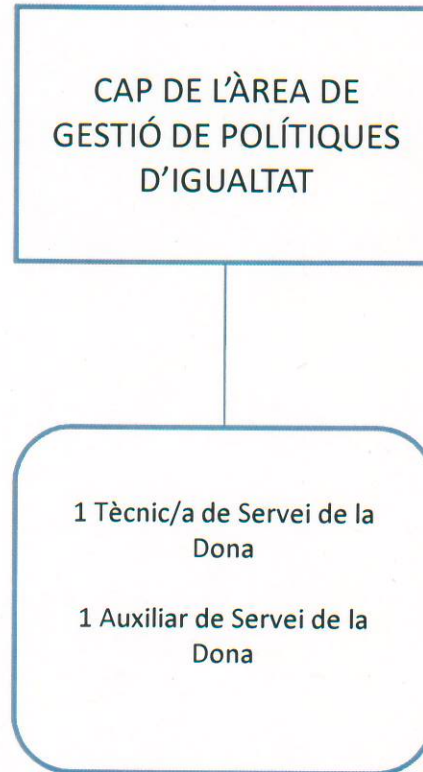 CAP DE L'ÀREA DE
GESTIÓ DE POLÍTIQUES
D'IGUALTAT
1 Tècnic/a de Servei de la
Dona
1 Auxiliar de Servei de la
Dona